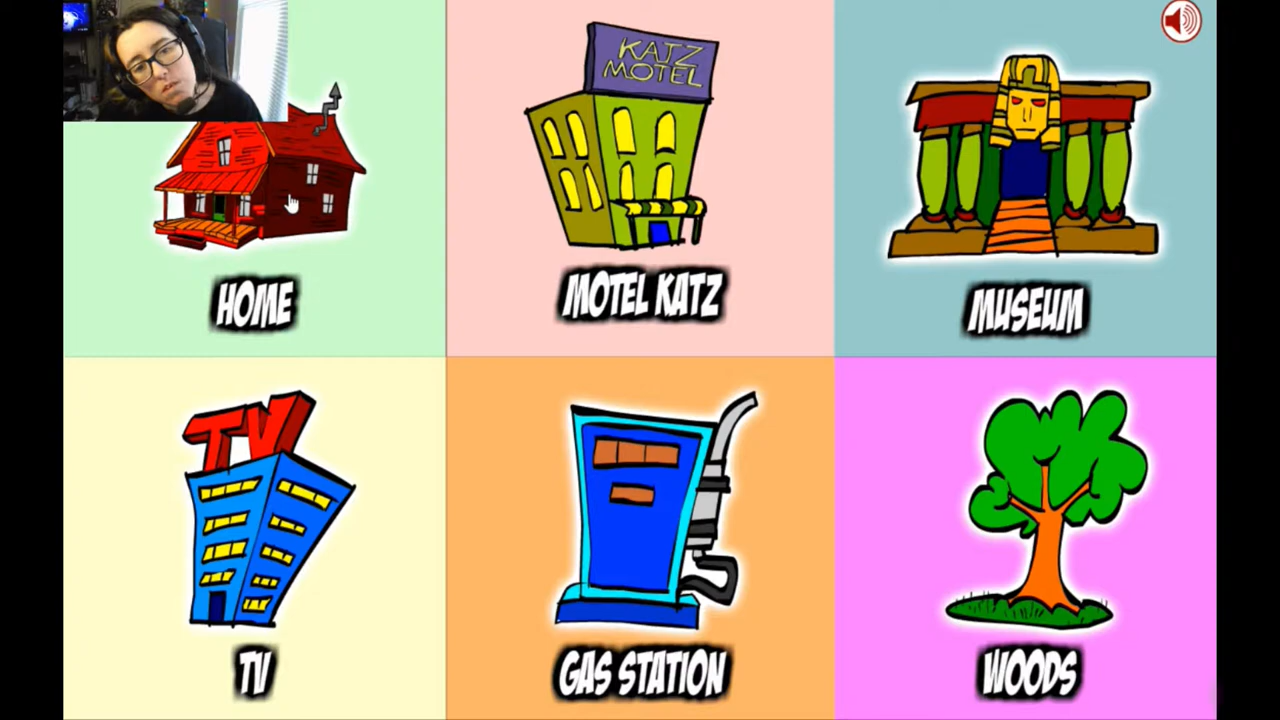 KATZ
MOTEL
HOME
MOTEL KATZ
MUSEUM
TV
TV
GAS STATION
WOODS